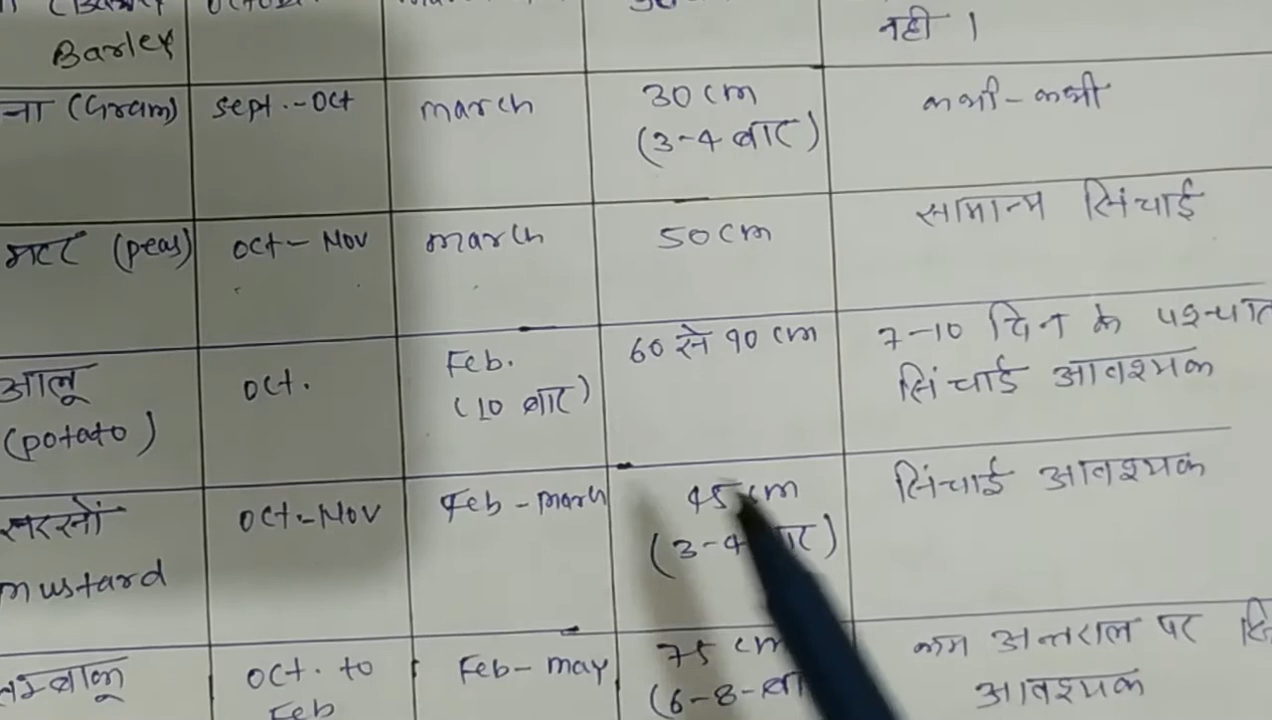 Barley
नही ।
ना (Gram) sept.-Oct march 30 cm कभी-कभी
(3-4 बार)
मटर (peas) Oct-Nov march 50 cm सामान्य सिंचाई
आलू Oct. Feb. 60 से 90 cm 7-10 दिन के पश्चात
(potato) (10 बार) सिंचाई आवश्यक
सरसों Oct-Nov Feb-march 45 cm सिंचाई आवश्यक
mustard (3-4 बार)
तम्बाकू Oct. to Feb-may 75 cm कम अन्तराल पर सि
Feb (6-8-बा आवश्यक